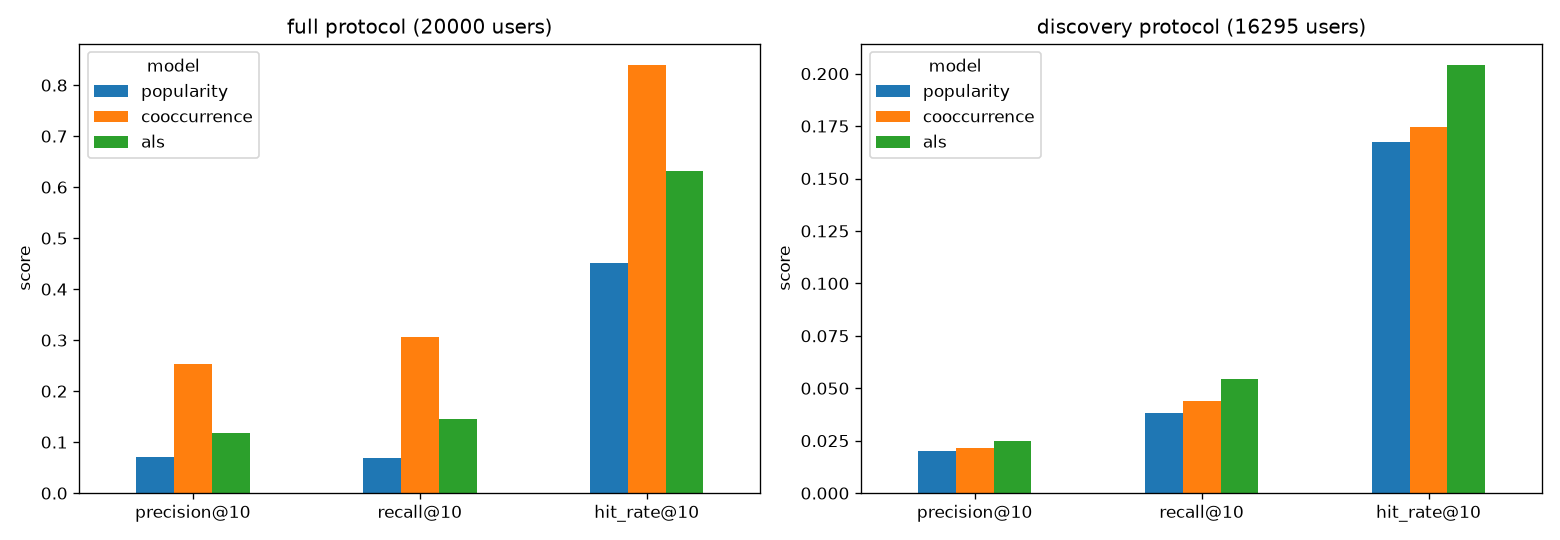 full protocol (20000 users)
model
popularity
cooccurrence
als
score
0.8
0.7
0.6
0.5
0.4
0.3
0.2
0.1
0.0
precision@10
recall@10
hit_rate@10
discovery protocol (16295 users)
model
popularity
cooccurrence
als
score
0.200
0.175
0.150
0.125
0.100
0.075
0.050
0.025
0.000
precision@10
recall@10
hit_rate@10